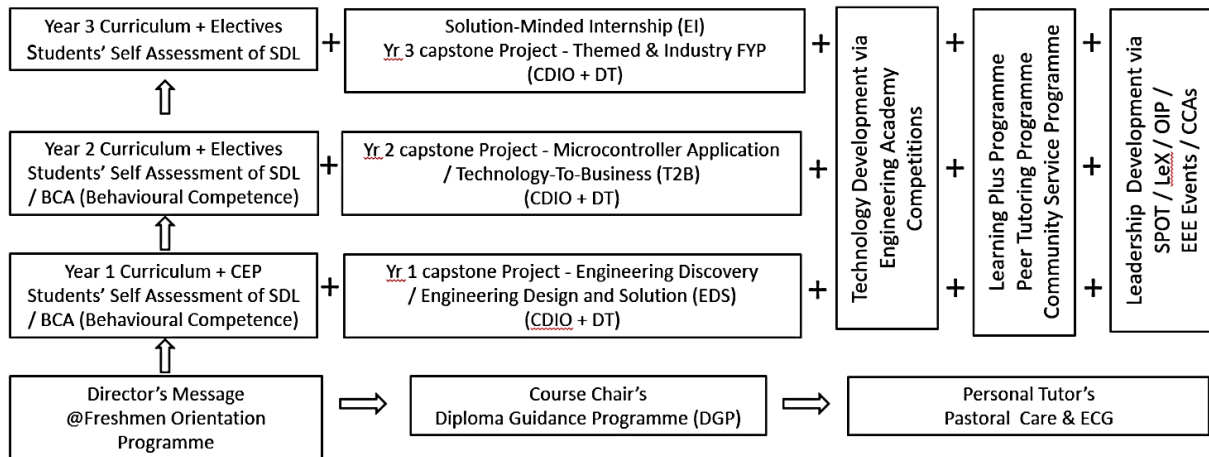 Year 3 Curriculum + Electives
Students' Self Assessment of SDL
+
Solution-Minded Internship (EI)
Yr 3 capstone Project - Themed & Industry FYP
(CDIO + DT)
+
+
+
Year 2 Curriculum + Electives
Students' Self Assessment of SDL
/ BCA (Behavioural Competence)
+
Yr 2 capstone Project - Microcontroller Application
/ Technology-To-Business (T2B)
(CDIO + DT)
+
+
+
Year 1 Curriculum + CEP
Students' Self Assessment of SDL
/ BCA (Behavioural Competence)
+
Yr 1 capstone Project - Engineering Discovery
/ Engineering Design and Solution (EDS)
(CDIO + DT)
+
+
+
Technology Development via
Engineering Academy
Competitions
Learning Plus Programme
Peer Tutoring Programme
Community Service Programme
Leadership Development via
SPOT / LeX / OIP /
EEE Events / CCAs
Director's Message
@Freshmen Orientation
Programme
Course Chair's
Diploma Guidance Programme (DGP)
Personal Tutor's
Pastoral Care & ECG